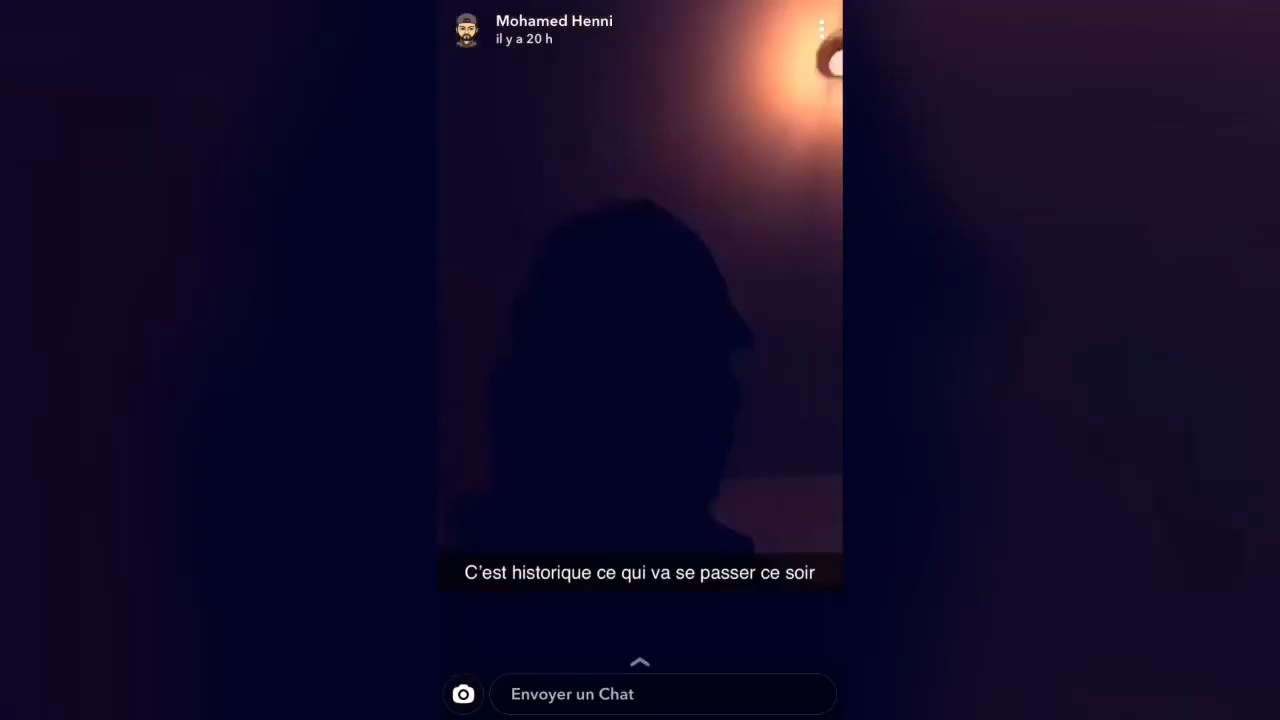 Mohamed Henni
il y a 20 h
C'est historique ce qui va se passer ce soir
Envoyer un Chat